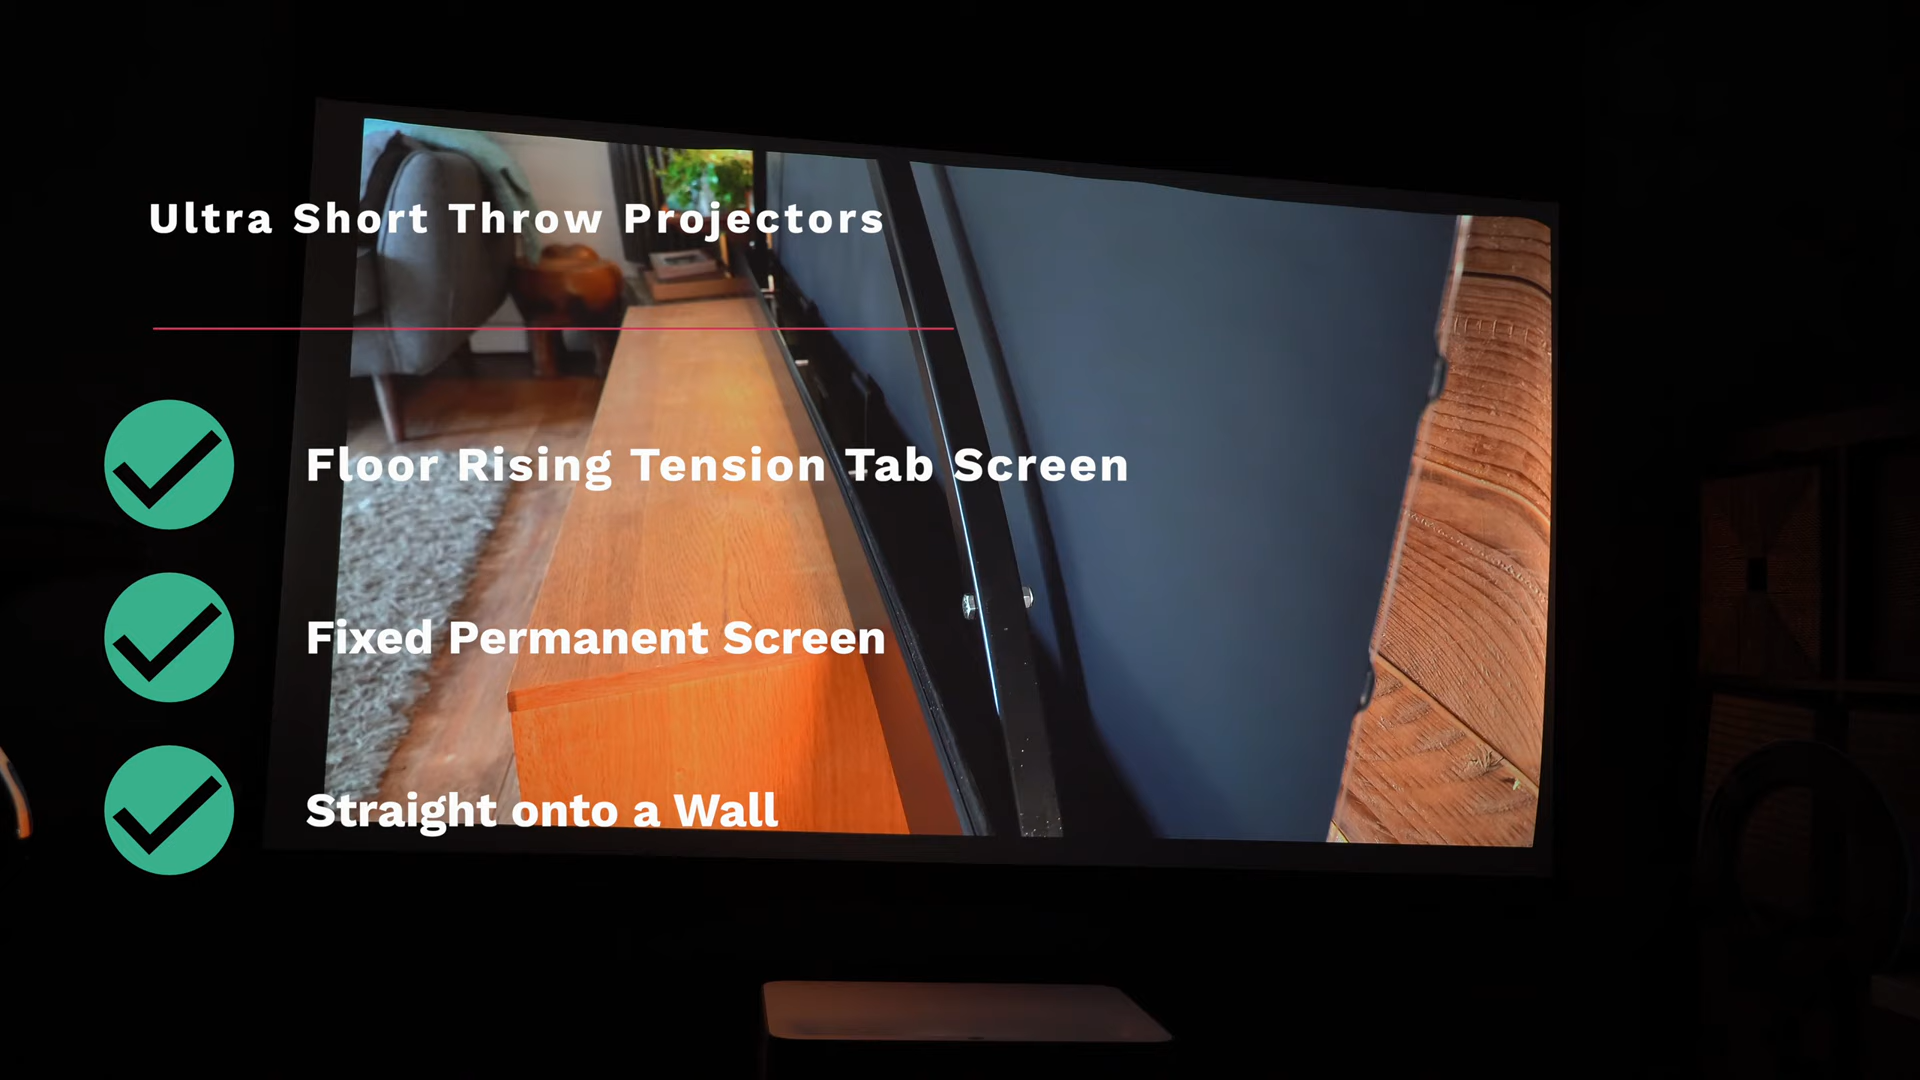 Ultra Short Throw Projectors
Floor Rising Tension Tab Screen
Fixed Permanent Screen
Straight onto a Wall